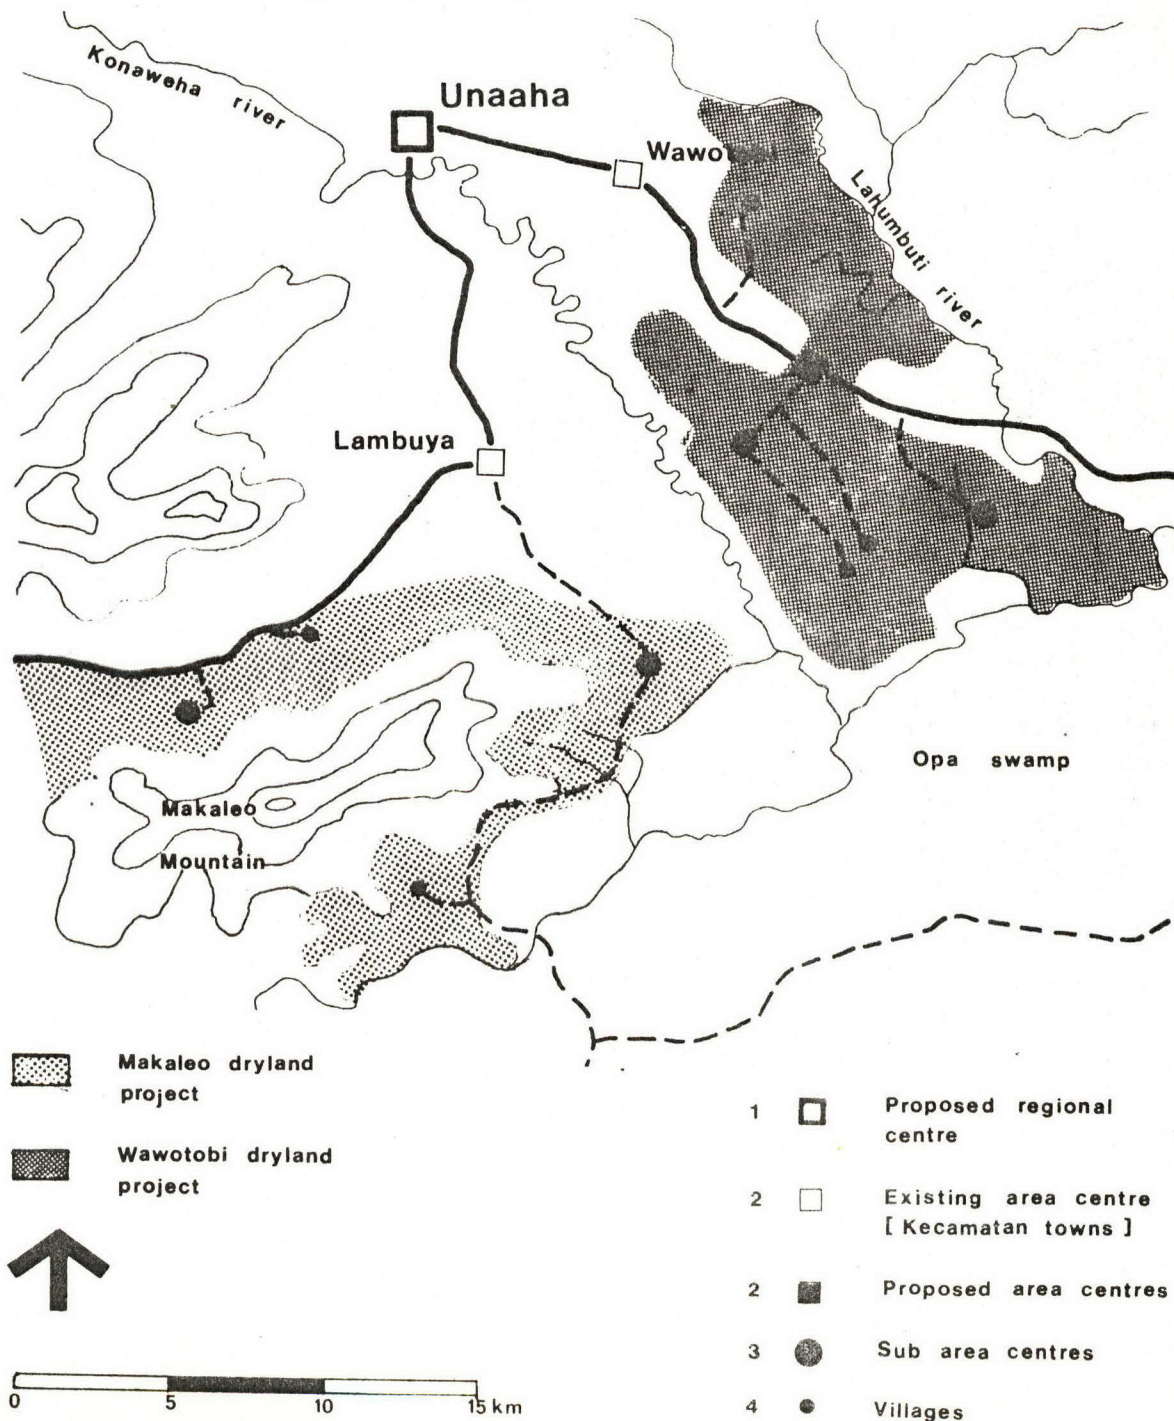 Konaweha river
Unaaha
Lahumbuti river
Lambuya
Opa swamp
Makaleo
Mountain
Makaleo dryland
project
Wawotobi dryland
project
0 5 10 15 km
1 Proposed regional
centre
2 Existing area centre
[ Kecamatan towns ]
2 Proposed area centres
3 Sub area centres
4 Villages